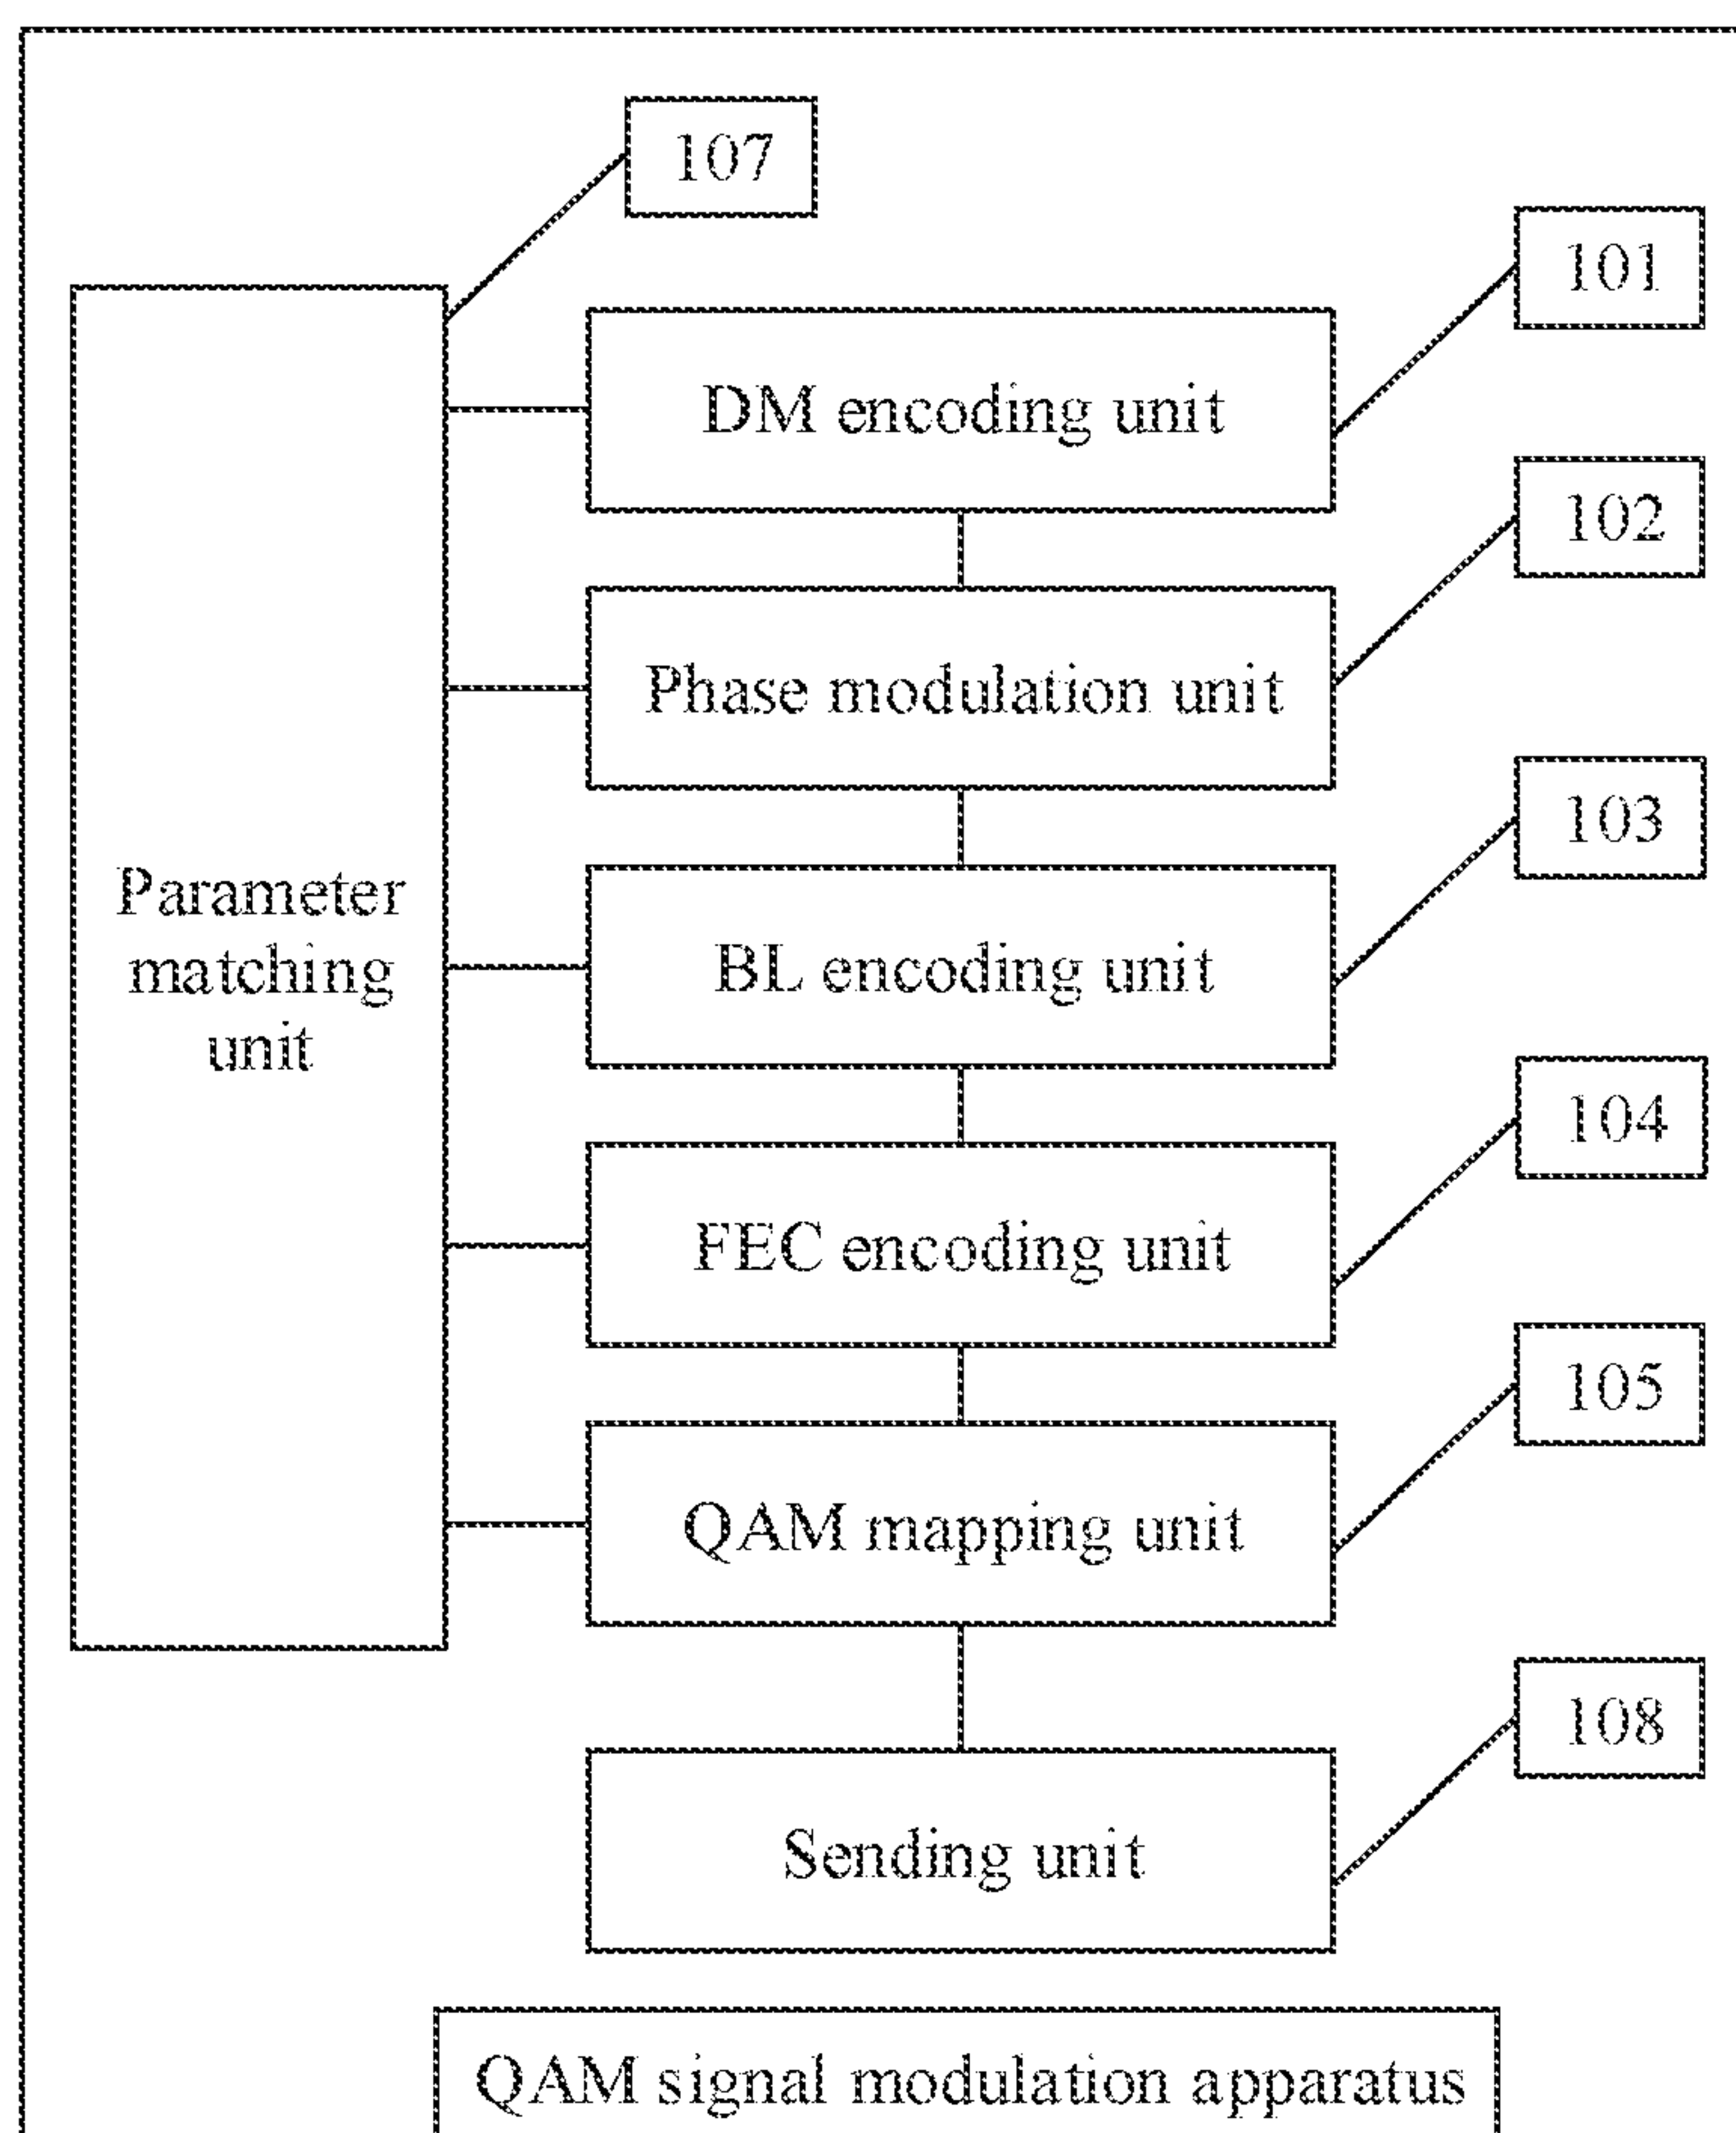 107
101
DM encoding unit
102
Phase modulation unit
103
Parameter
matching
unit
BL encoding unit
104
FEC encoding unit
105
QAM mapping unit
108
Sending unit
QAM signal modulation apparatus